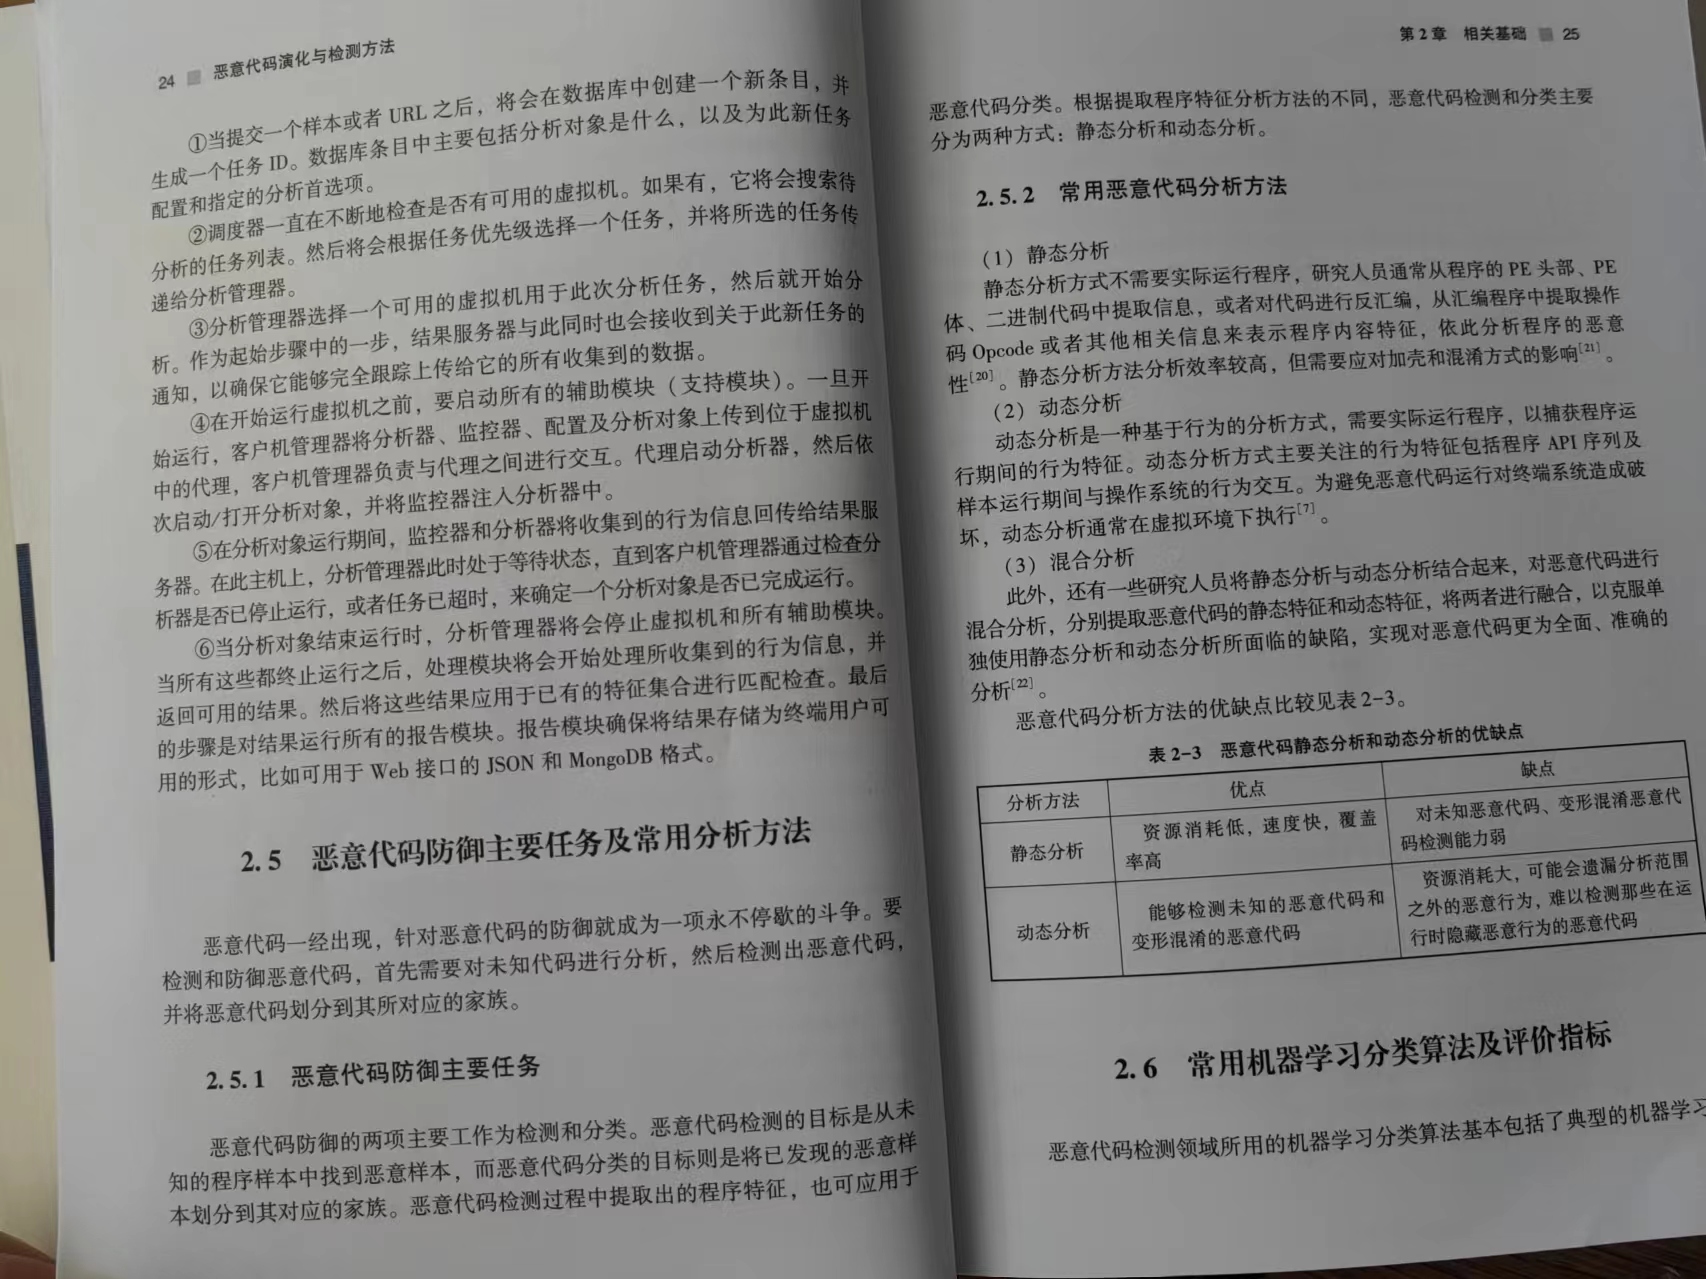 24 恶意代码演化与检测方法
①当提交一个样本或者 URL 之后，将会在数据库中创建一个新条目，并
生成一个任务 ID。数据库条目中主要包括分析对象是什么，以及为此新任务
配置和指定的分析首选项。
②调度器一直在不断地检查是否有可用的虚拟机。如果有，它将会搜索待
分析的任务列表。然后将会根据任务优先级选择一个任务，并将所选的任务传
递给分析管理器。
③分析管理器选择一个可用的虚拟机用于此次分析任务，然后就开始分
析。作为起始步骤中的一步，结果服务器与此同时也会接收到关于此新任务的
通知，以确保它能够完全跟踪上传给它的所有收集到的数据。
④在开始运行虚拟机之前，要启动所有的辅助模块（支持模块）。一旦开
始运行，客户机管理器将分析器、监控器、配置及分析对象上传到位于虚拟机
中的代理，客户机管理器负责与代理之间进行交互。代理启动分析器，然后依
次启动/打开分析对象，并将监控器注入分析器中。
⑤在分析对象运行期间，监控器和分析器将收集到的行为信息回传给结果服
务器。在此主机上，分析管理器此时处于等待状态，直到客户机管理器通过检查分
析器是否已停止运行，或者任务已超时，来确定一个分析对象是否已完成运行。
⑥当分析对象结束运行时，分析管理器将会停止虚拟机和所有辅助模块。
当所有这些都终止运行之后，处理模块将会开始处理所收集到的行为信息，并
返回可用的结果。然后将这些结果应用于已有的特征集合进行匹配检查。最后
的步骤是对结果运行所有的报告模块。报告模块确保将结果存储为终端用户可
用的形式，比如可用于 Web 接口的 JSON 和 MongoDB 格式。
2.5 恶意代码防御主要任务及常用分析方法
恶意代码一经出现，针对恶意代码的防御就成为一项永不停歇的斗争。要
检测和防御恶意代码，首先需要对未知代码进行分析，然后检测出恶意代码，
并将恶意代码划分到其所对应的家族。
2.5.1 恶意代码防御主要任务
恶意代码防御的两项主要工作为检测和分类。恶意代码检测的目标是从未
知的程序样本中找到恶意样本，而恶意代码分类的目标则是将已发现的恶意样
本划分到其对应的家族。恶意代码检测过程中提取出的程序特征，也可应用于
第 2 章 相关基础 25
恶意代码分类。根据提取程序特征分析方法的不同，恶意代码检测和分类主要
分为两种方式：静态分析和动态分析。
2.5.2 常用恶意代码分析方法
（1）静态分析
静态分析方式不需要实际运行程序，研究人员通常从程序的 PE 头部、PE
体、二进制代码中提取信息，或者对代码进行反汇编，从汇编程序中提取操作
码 Opcode 或者其他相关信息来表示程序内容特征，依此分析程序的恶意
性[20]。静态分析方法分析效率较高，但需要应对加壳和混淆方式的影响[21]。
（2）动态分析
动态分析是一种基于行为的分析方式，需要实际运行程序，以捕获程序运
行期间的行为特征。动态分析方式主要关注的行为特征包括程序 API 序列及
样本运行期间与操作系统的行为交互。为避免恶意代码运行对终端系统造成破
坏，动态分析通常在虚拟环境下执行[7]。
（3）混合分析
此外，还有一些研究人员将静态分析与动态分析结合起来，对恶意代码进行
混合分析，分别提取恶意代码的静态特征和动态特征，将两者进行融合，以克服单
独使用静态分析和动态分析所面临的缺陷，实现对恶意代码更为全面、准确的
分析[22]。
恶意代码分析方法的优缺点比较见表 2-3。
表 2-3 恶意代码静态分析和动态分析的优缺点
分析方法 优点 缺点
静态分析
资源消耗低，速度快，覆盖
率高
对未知恶意代码、变形混淆恶意代
码检测能力弱
动态分析
能够检测未知的恶意代码和
变形混淆的恶意代码
资源消耗大，可能会遗漏分析范围
之外的恶意行为，难以检测那些在运
行时隐藏恶意行为的恶意代码
2.6 常用机器学习分类算法及评价指标
恶意代码检测领域所用的机器学习分类算法基本包括了典型的机器学习